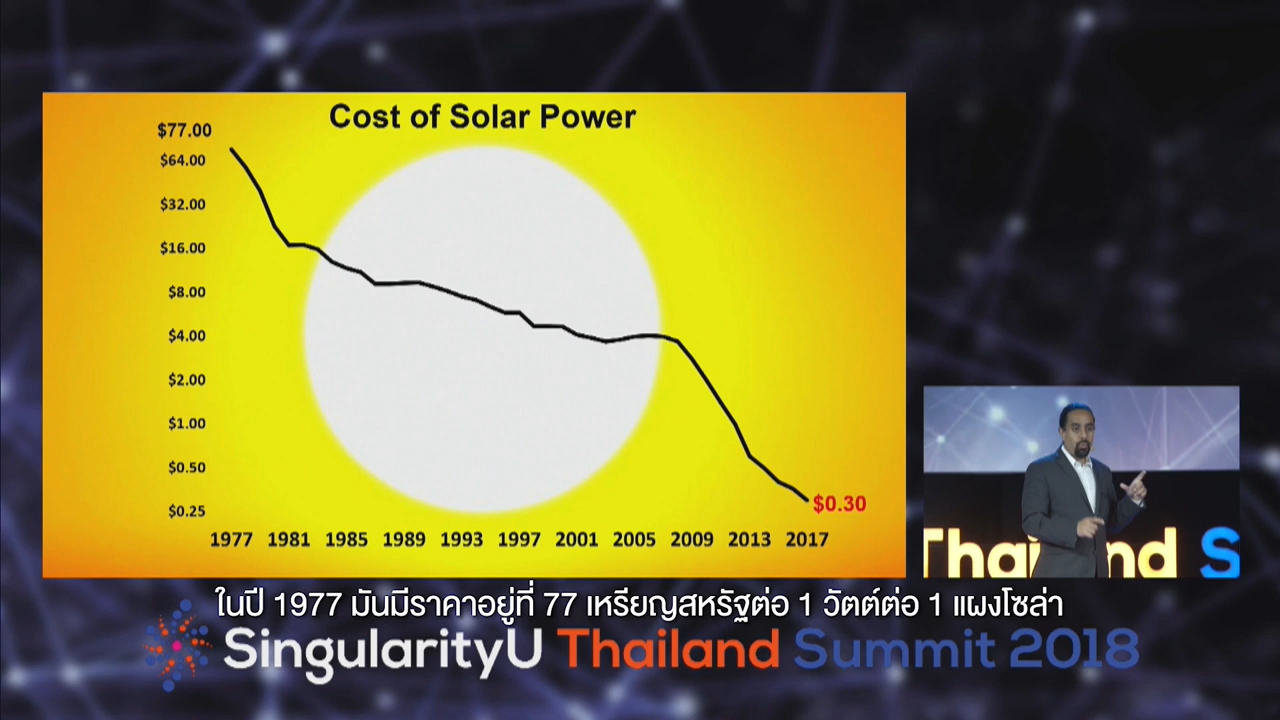 Cost of Solar Power
$77.00
$64.00
$32.00
$16.00
$8.00
$4.00
$2.00
$1.00
$0.50
$0.25
$0.30
1977 1981 1985 1989 1993 1997 2001 2005 2009 2013 2017
Thailand S
ในปี 1977 มันมีราคาอยู่ที่ 77 เหรียญสหรัฐต่อ 1 วัตต์ต่อ 1 แผงโซล่า
SingularityU Thailand Summit 2018